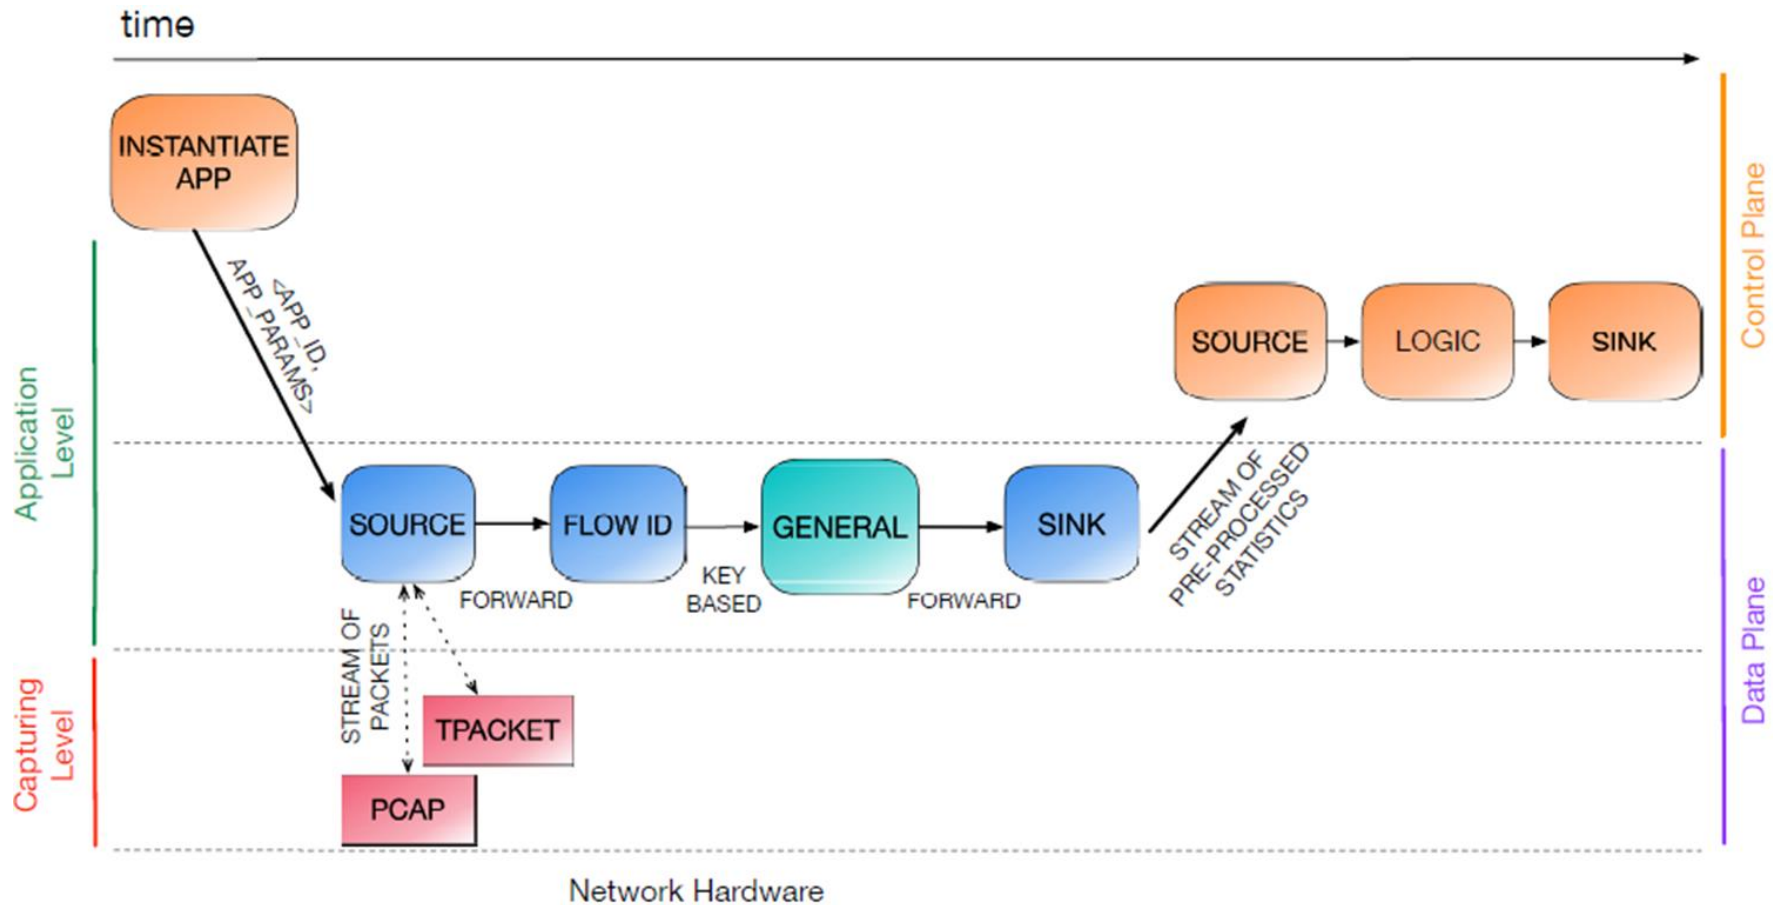 time
INSTANTIATE
APP
<APP_ID,
APP_PARAMS>
Application
Level
Control Plane
SOURCE
LOGIC
SINK
SOURCE
FLOW ID
GENERAL
SINK
FORWARD
KEY
BASED
FORWARD
STREAM OF
PRE-PROCESSED
STATISTICS
STREAM OF
PACKETS
Capturing
Level
Data Plane
TPACKET
PCAP
Network Hardware